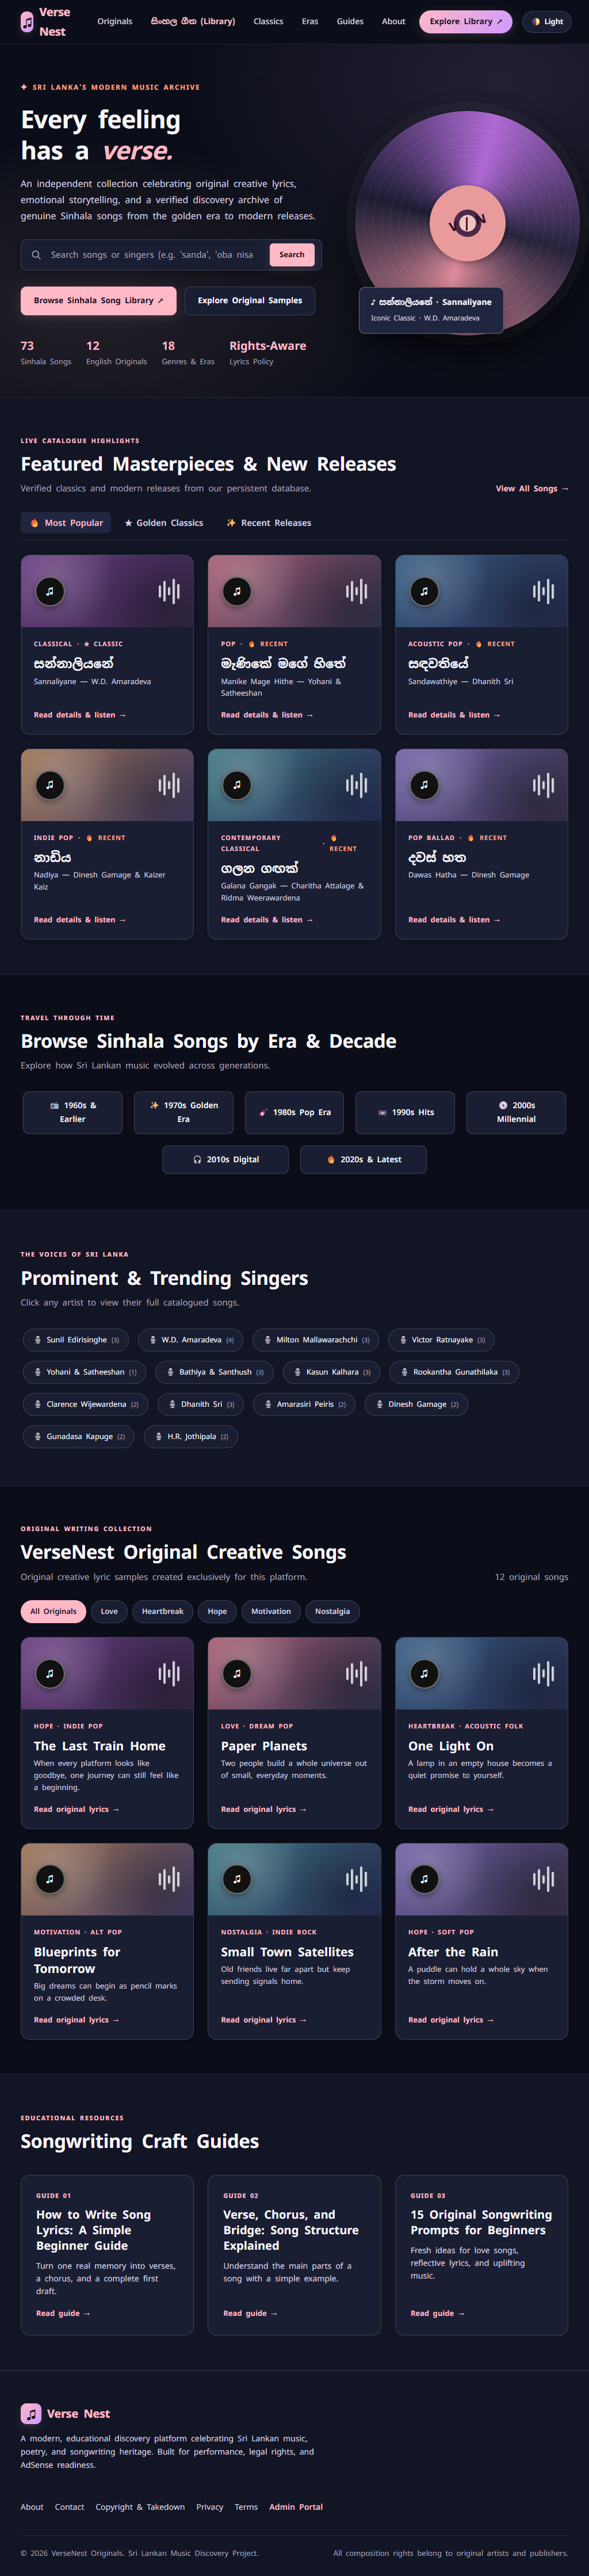 Verse Nest
Originals
සිංහල ගීත (Library)
Classics
Eras
Guides
About
Explore Library ↗
Light
✦ SRI LANKA'S MODERN MUSIC ARCHIVE
Every feeling
has a verse.
An independent collection celebrating original creative lyrics,
emotional storytelling, and a verified discovery archive of
genuine Sinhala songs from the golden era to modern releases.
Search songs or singers (e.g. 'sanda', 'oba nisa
Search
Browse Sinhala Song Library ↗
Explore Original Samples
73
Sinhala Songs
12
English Originals
18
Genres & Eras
Rights-Aware
Lyrics Policy
♪ සන්නාලියනේ · Sannaliyane
Iconic Classic · W.D. Amaradeva
LIVE CATALOGUE HIGHLIGHTS
Featured Masterpieces & New Releases
Verified classics and modern releases from our persistent database.
View All Songs →
🔥 Most Popular
★ Golden Classics
✨ Recent Releases
CLASSICAL · ★ CLASSIC
සන්නාලියනේ
Sannaliyane — W.D. Amaradeva
Read details & listen →
POP · 🔥 RECENT
මැණිකේ මගේ හිතේ
Manike Mage Hithe — Yohani &
Satheeshan
Read details & listen →
ACOUSTIC POP · 🔥 RECENT
සඳවතියේ
Sandawathiye — Dhanith Sri
Read details & listen →
INDIE POP · 🔥 RECENT
නාඩිය
Nadiya — Dinesh Gamage & Kaizer
Kaiz
Read details & listen →
CONTEMPORARY
CLASSICAL
· 🔥
RECENT
ගලන ගඟක්
Galana Gangak — Charitha Attalage &
Ridma Weerawardena
Read details & listen →
POP BALLAD · 🔥 RECENT
දවස් හත
Dawas Hatha — Dinesh Gamage
Read details & listen →
TRAVEL THROUGH TIME
Browse Sinhala Songs by Era & Decade
Explore how Sri Lankan music evolved across generations.
📻 1960s &
Earlier
✨ 1970s Golden
Era
🎸 1980s Pop Era
📼 1990s Hits
💿 2000s
Millennial
🎧 2010s Digital
🔥 2020s & Latest
THE VOICES OF SRI LANKA
Prominent & Trending Singers
Click any artist to view their full catalogued songs.
Sunil Edirisinghe (3)
W.D. Amaradeva (4)
Milton Mallawarachchi (3)
Victor Ratnayake (3)
Yohani & Satheeshan (1)
Bathiya & Santhush (3)
Kasun Kalhara (3)
Rookantha Gunathilaka (3)
Clarence Wijewardena (2)
Dhanith Sri (3)
Amarasiri Peiris (2)
Dinesh Gamage (2)
Gunadasa Kapuge (2)
H.R. Jothipala (2)
ORIGINAL WRITING COLLECTION
VerseNest Original Creative Songs
Original creative lyric samples created exclusively for this platform.
12 original songs
All Originals
Love
Heartbreak
Hope
Motivation
Nostalgia
HOPE · INDIE POP
The Last Train Home
When every platform looks like
goodbye, one journey can still feel like
a beginning.
Read original lyrics →
LOVE · DREAM POP
Paper Planets
Two people build a whole universe out
of small, everyday moments.
Read original lyrics →
HEARTBREAK · ACOUSTIC FOLK
One Light On
A lamp in an empty house becomes a
quiet promise to yourself.
Read original lyrics →
MOTIVATION · ALT POP
Blueprints for
Tomorrow
Big dreams can begin as pencil marks
on a crowded desk.
Read original lyrics →
NOSTALGIA · INDIE ROCK
Small Town Satellites
Old friends live far apart but keep
sending signals home.
Read original lyrics →
HOPE · SOFT POP
After the Rain
A puddle can hold a whole sky when
the storm moves on.
Read original lyrics →
EDUCATIONAL RESOURCES
Songwriting Craft Guides
GUIDE 01
How to Write Song
Lyrics: A Simple
Beginner Guide
Turn one real memory into verses,
a chorus, and a complete first
draft.
Read guide →
GUIDE 02
Verse, Chorus, and
Bridge: Song Structure
Explained
Understand the main parts of a
song with a simple example.
Read guide →
GUIDE 03
15 Original Songwriting
Prompts for Beginners
Fresh ideas for love songs,
reflective lyrics, and uplifting
music.
Read guide →
Verse Nest
A modern, educational discovery platform celebrating Sri Lankan music,
poetry, and songwriting heritage. Built for performance, legal rights, and
AdSense readiness.
About
Contact
Copyright & Takedown
Privacy
Terms
Admin Portal
© 2026 VerseNest Originals. Sri Lankan Music Discovery Project.
All composition rights belong to original artists and publishers.